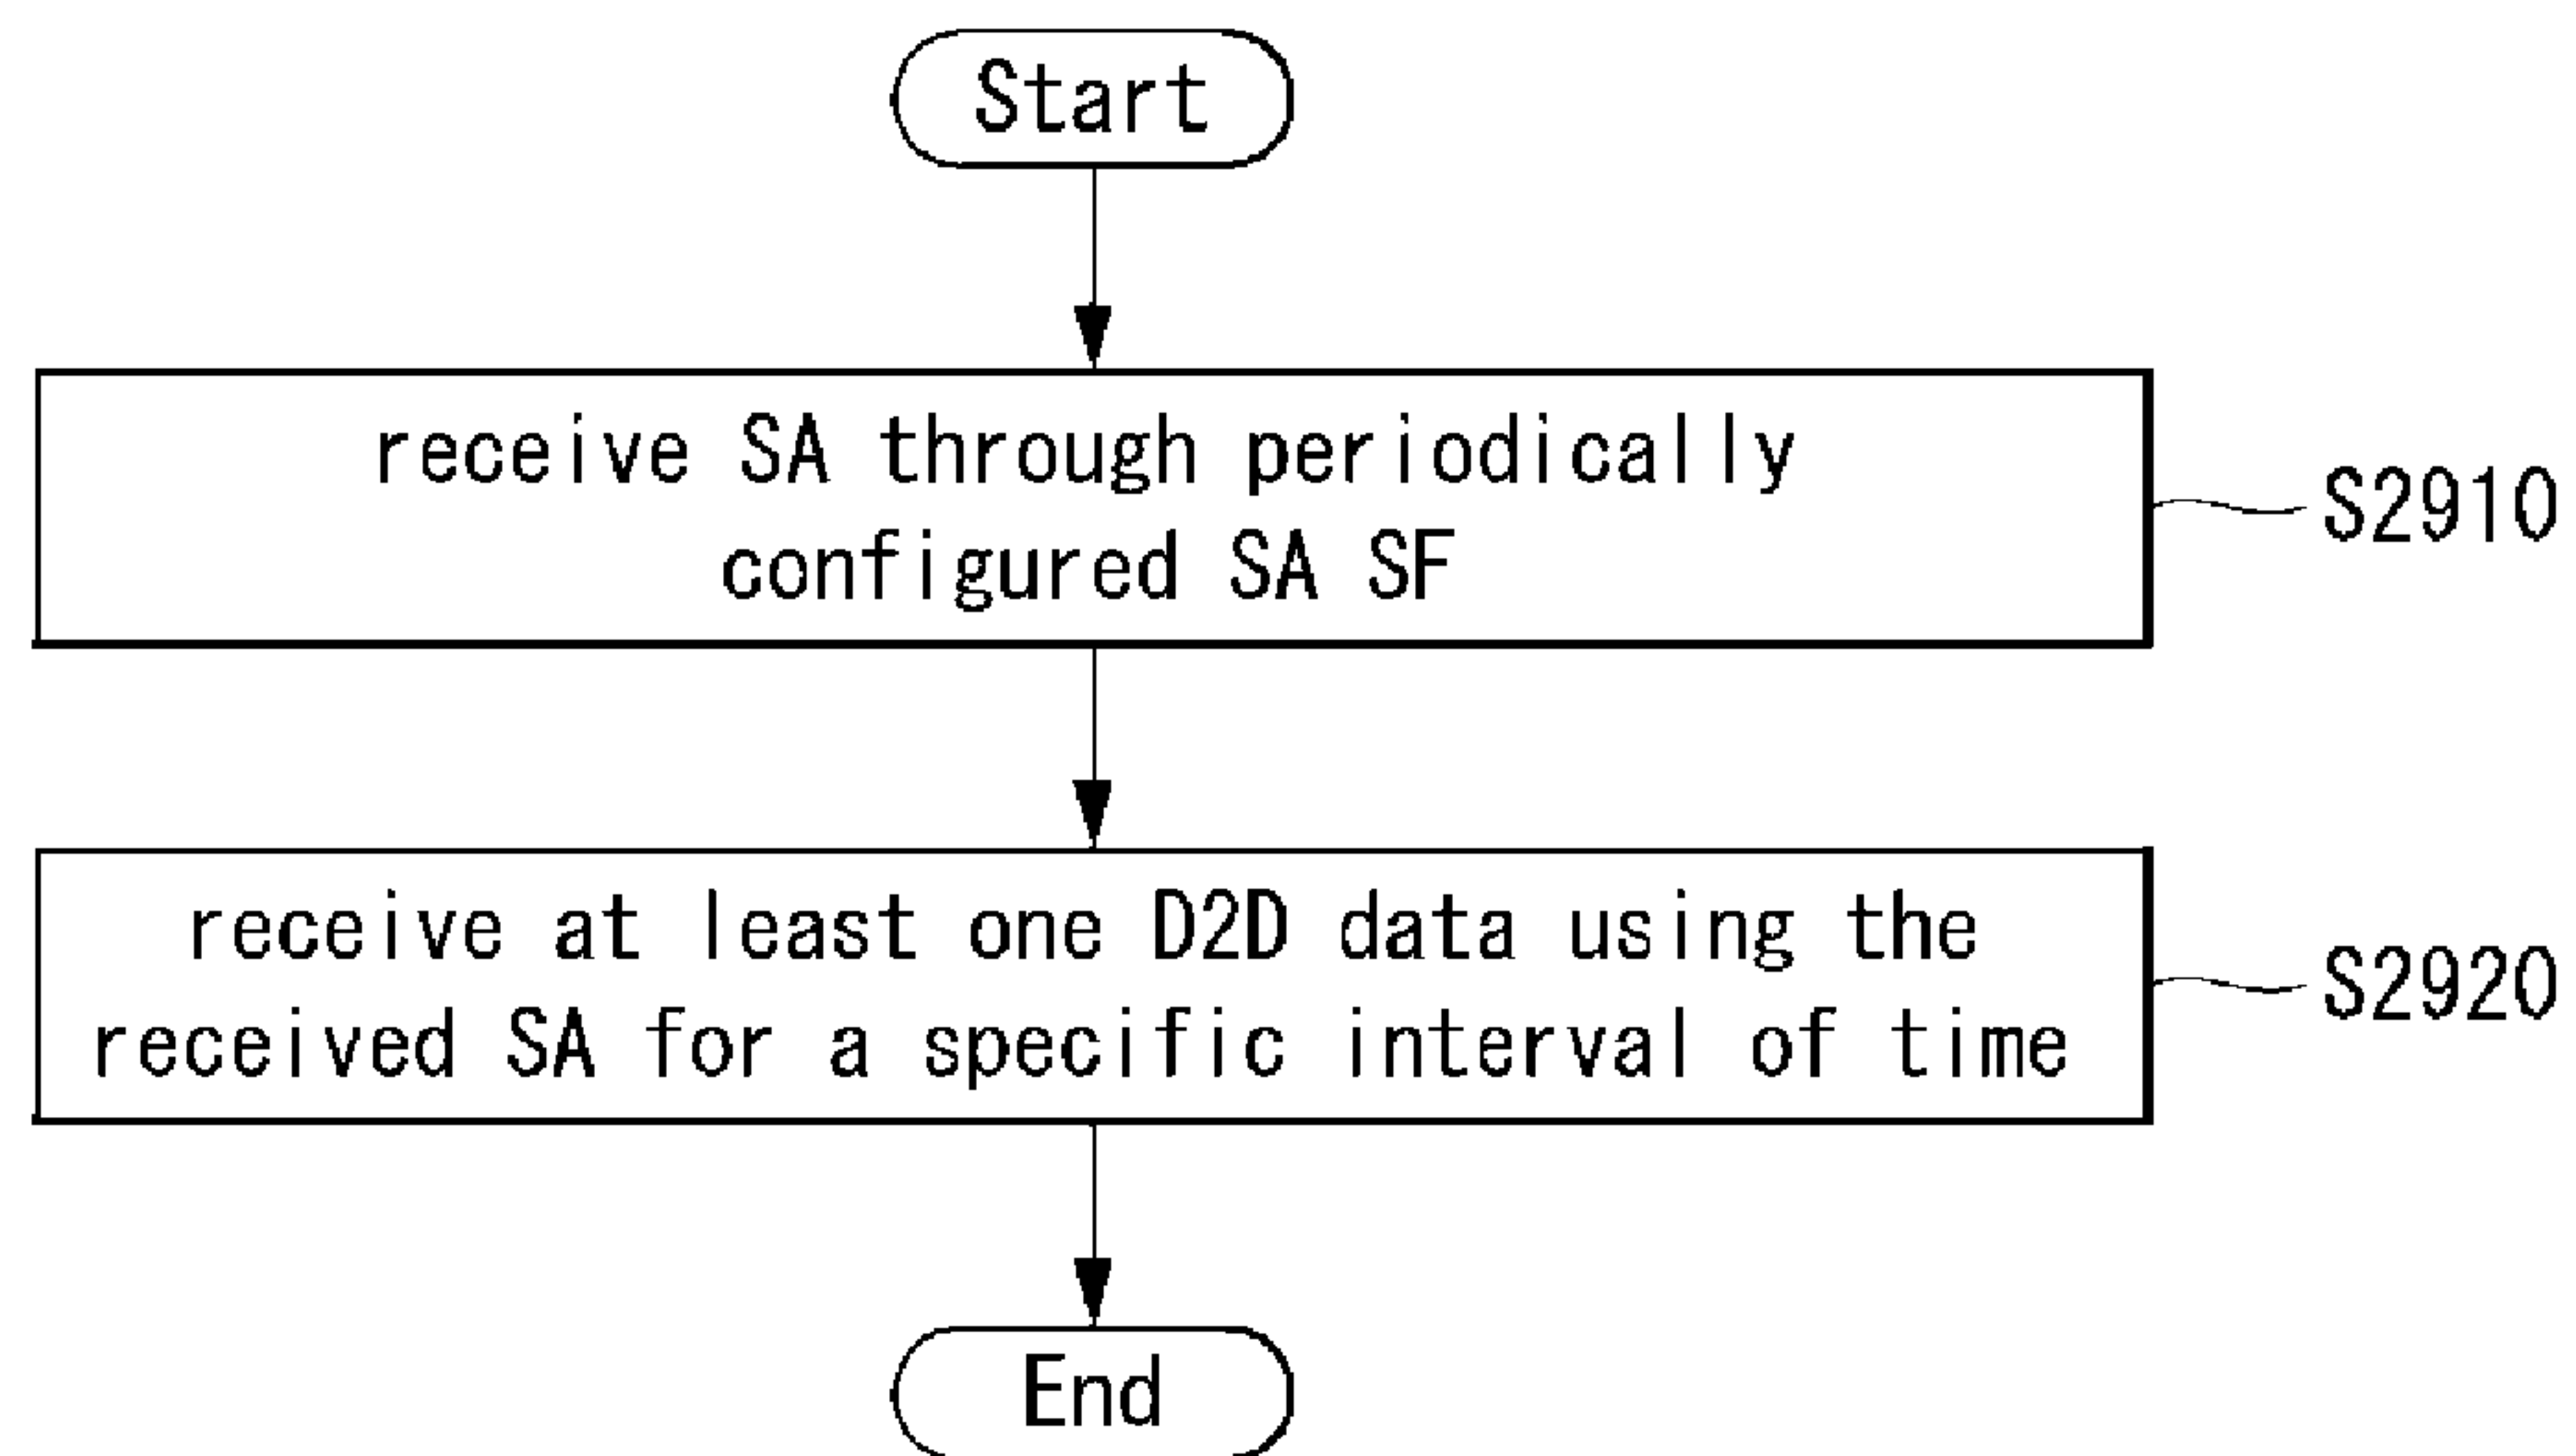 Start
receive SA through periodically
configured SA SF
S2910
receive at least one D2D data using the
received SA for a specific interval of time
S2920
End